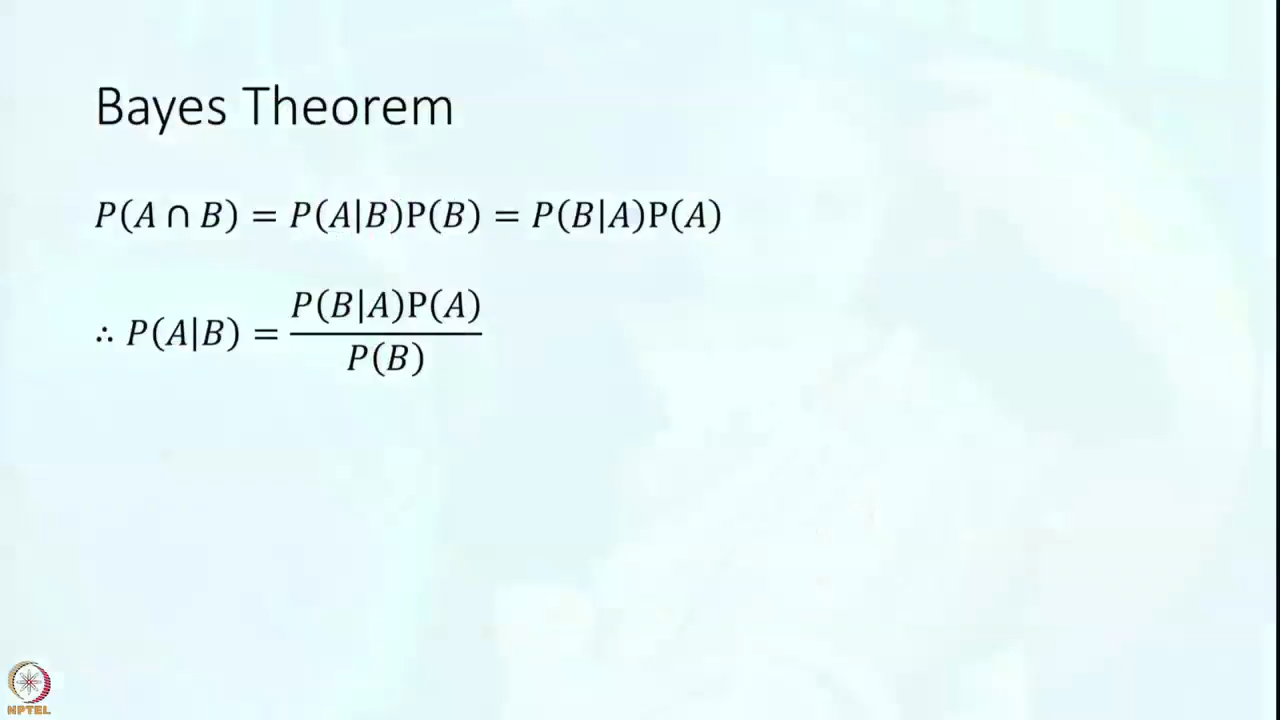 Bayes Theorem
P(A ∩ B) = P(A|B)P(B) = P(B|A)P(A)
∴ P(A|B) = P(B|A)P(A) / P(B)
NPTEL